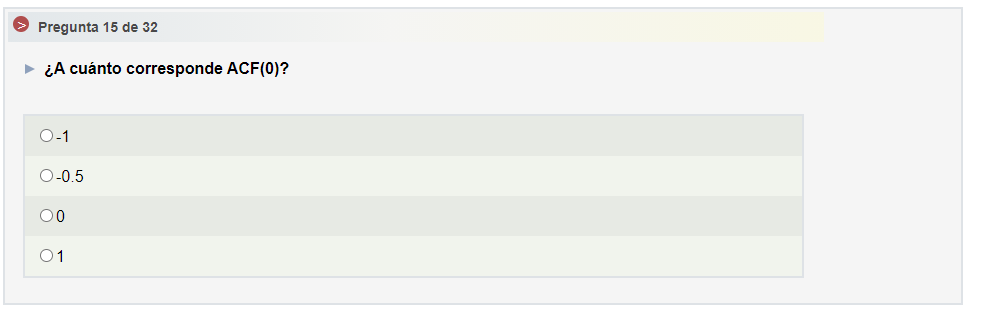 Pregunta 15 de 32
¿A cuánto corresponde ACF(0)?
-1
-0.5
0
1